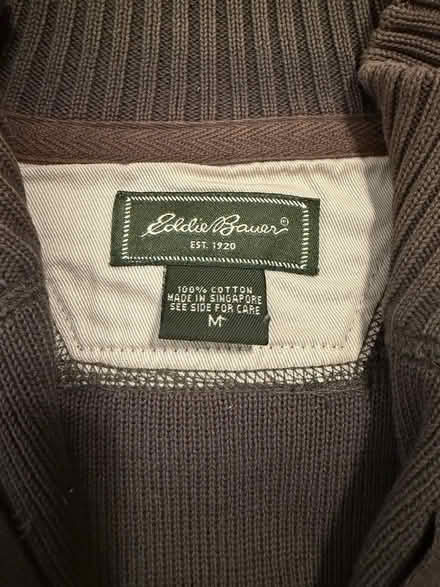 Eddie Bauer®
EST. 1920
100% COTTON
MADE IN SINGAPORE
SEE SIDE FOR CARE
M